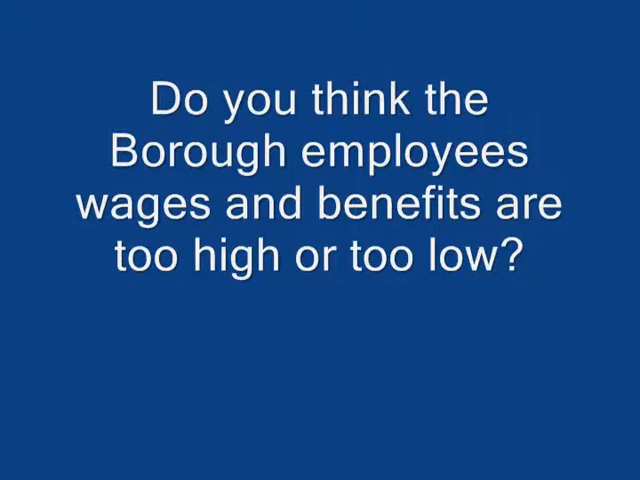 Do you think the
Borough employees
wages and benefits are
too high or too low?